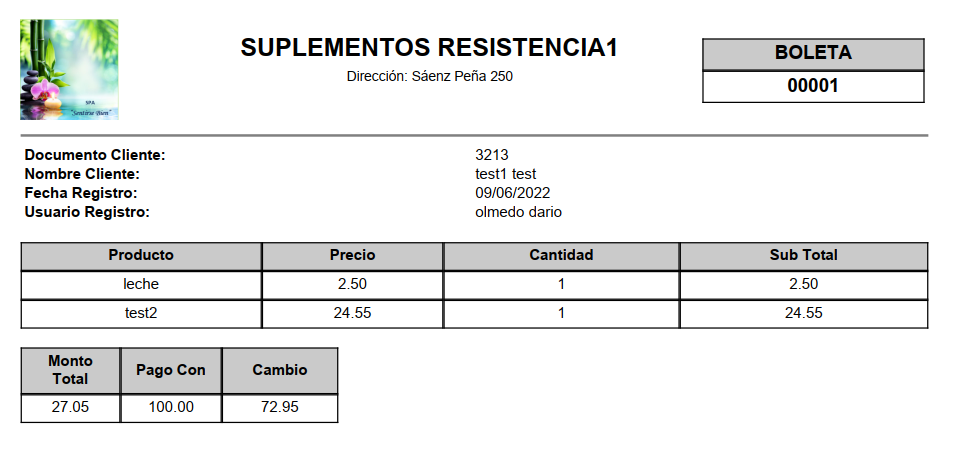 SPA
"Sentirse Bien"
SUPLEMENTOS RESISTENCIA1
Dirección: Sáenz Peña 250
BOLETA
00001
Documento Cliente: 3213
Nombre Cliente: test1 test
Fecha Registro: 09/06/2022
Usuario Registro: olmedo dario
Producto Precio Cantidad Sub Total
leche 2.50 1 2.50
test2 24.55 1 24.55
Monto
Total Pago Con Cambio
27.05 100.00 72.95